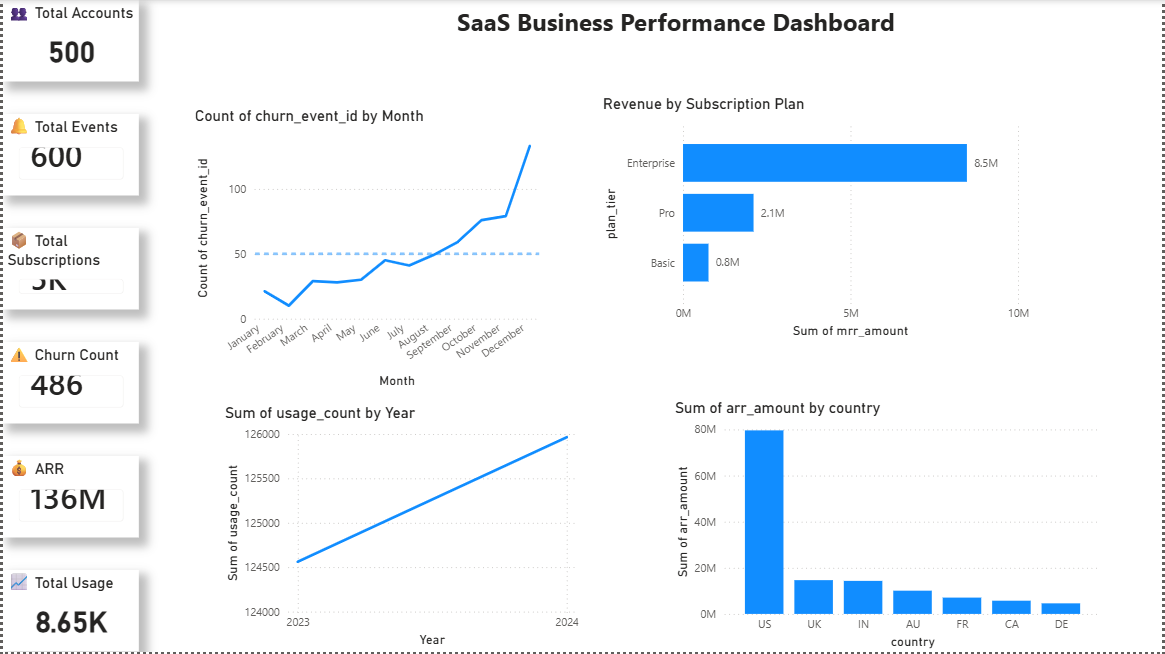 SaaS Business Performance Dashboard
Total Accounts
500
Total Events
600
Total
Subscriptions
5K
Churn Count
486
ARR
136M
Total Usage
8.65K
Count of churn_event_id by Month
Count of churn_event_id
100
50
0
January
February
March
April
May
June
July
August
September
October
November
December
Month
Revenue by Subscription Plan
plan_tier
Enterprise
8.5M
Pro
2.1M
Basic
0.8M
0M
5M
10M
Sum of mrr_amount
Sum of usage_count by Year
Sum of usage_count
126000
125500
125000
124500
124000
2023
2024
Year
Sum of arr_amount by country
Sum of arr_amount
80M
60M
40M
20M
0M
US
UK
IN
AU
FR
CA
DE
country